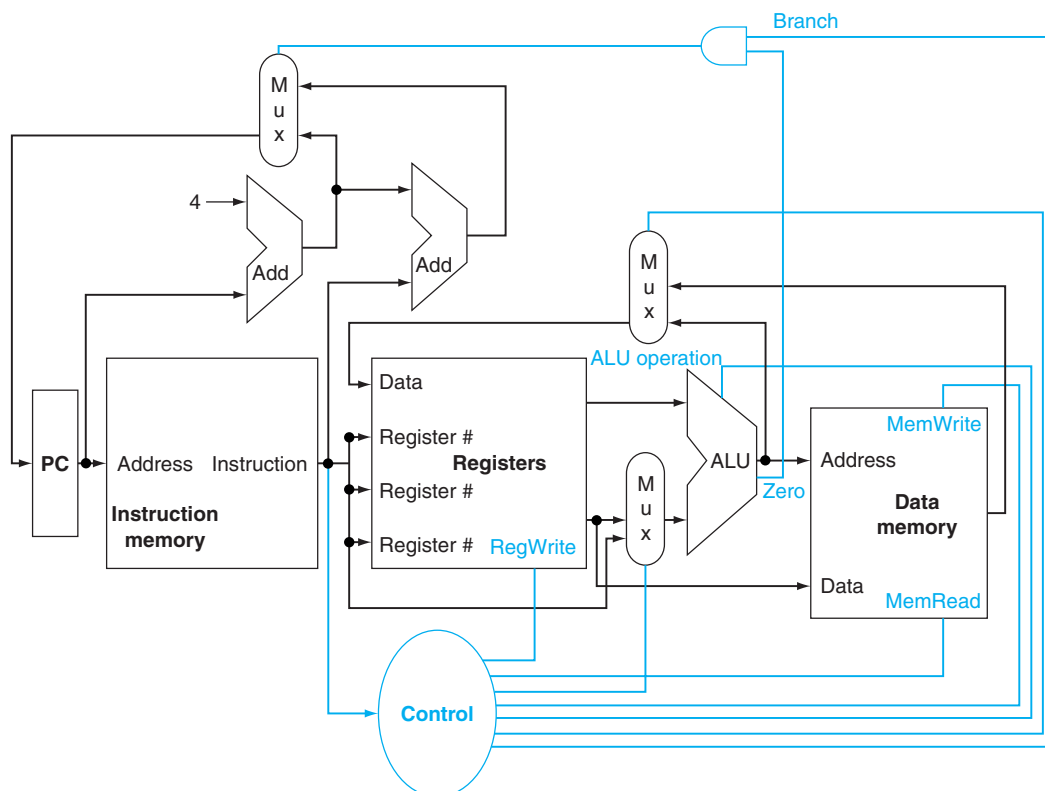 Branch
M
u
x
4
Add
Add
M
u
x
ALU operation
Data
Register #
Registers
Register #
Register #
RegWrite
PC
Address
Instruction
Instruction
memory
M
u
x
ALU
Zero
MemWrite
Address
Data
memory
Data
MemRead
Control